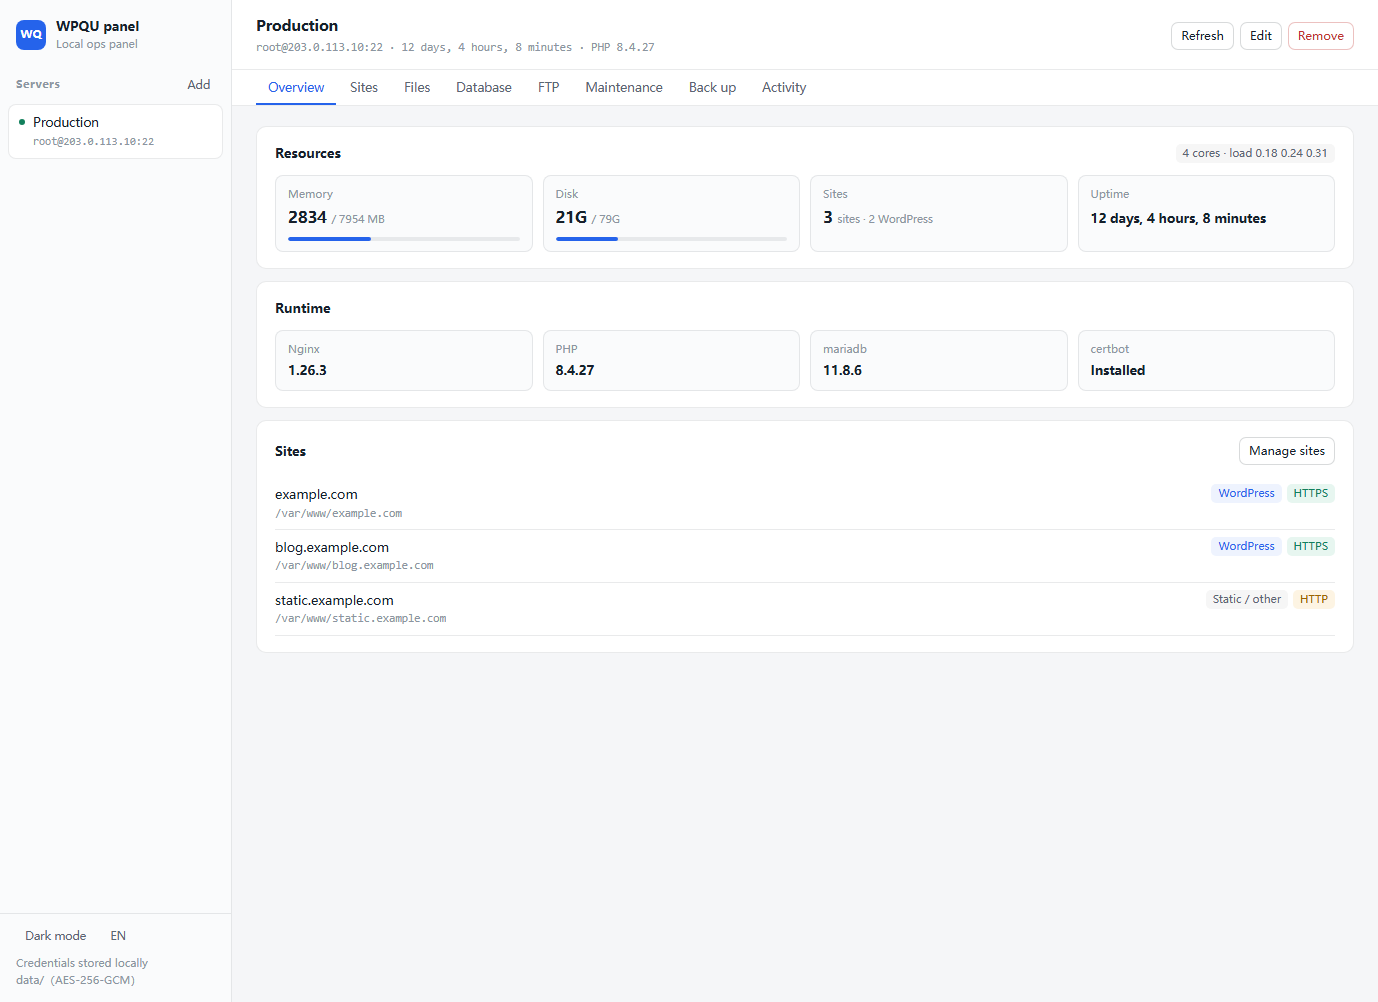 WQ
WPQU panel
Local ops panel
Servers
Add
Production
root@203.0.113.10:22
Dark mode
EN
Credentials stored locally
data/ (AES-256-GCM)
Production
root@203.0.113.10:22 · 12 days, 4 hours, 8 minutes · PHP 8.4.27
Refresh
Edit
Remove
Overview
Sites
Files
Database
FTP
Maintenance
Back up
Activity
Resources
4 cores · load 0.18 0.24 0.31
Memory
2834 / 7954 MB
Disk
21G / 79G
Sites
3 sites · 2 WordPress
Uptime
12 days, 4 hours, 8 minutes
Runtime
Nginx
1.26.3
PHP
8.4.27
mariadb
11.8.6
certbot
Installed
Sites
Manage sites
example.com
/var/www/example.com
WordPress
HTTPS
blog.example.com
/var/www/blog.example.com
WordPress
HTTPS
static.example.com
/var/www/static.example.com
Static / other
HTTP